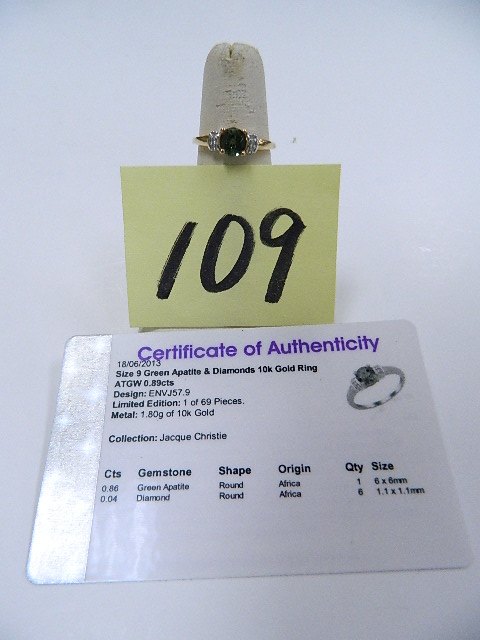 109
Certificate of Authenticity
18/06/2013
Size 9 Green Apatite & Diamonds 10k Gold Ring
ATGW 0.89cts
Design: ENVJ57.9
Limited Edition: 1 of 69 Pieces.
Metal: 1.80g of 10k Gold
Collection: Jacque Christie
Cts Gemstone Shape Origin Qty Size
0.86 Green Apatite Round Africa 1 6 x 6mm
0.04 Diamond Round Africa 6 1.1 x 1.1mm